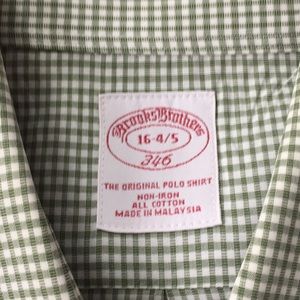 Brooks Brothers
16-4/5
346
THE ORIGINAL POLO SHIRT
NON-IRON
ALL COTTON
MADE IN MALAYSIA